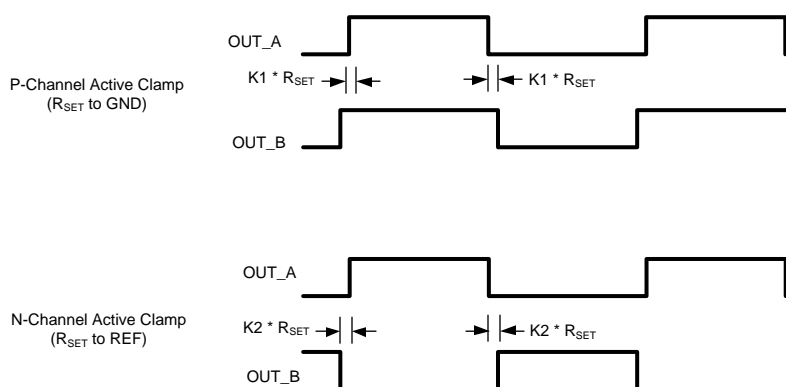 OUT_A
K1 * RSET
K1 * RSET
P-Channel Active Clamp
(RSET to GND)
OUT_B
OUT_A
N-Channel Active Clamp
(RSET to REF)
K2 * RSET
K2 * RSET
OUT_B